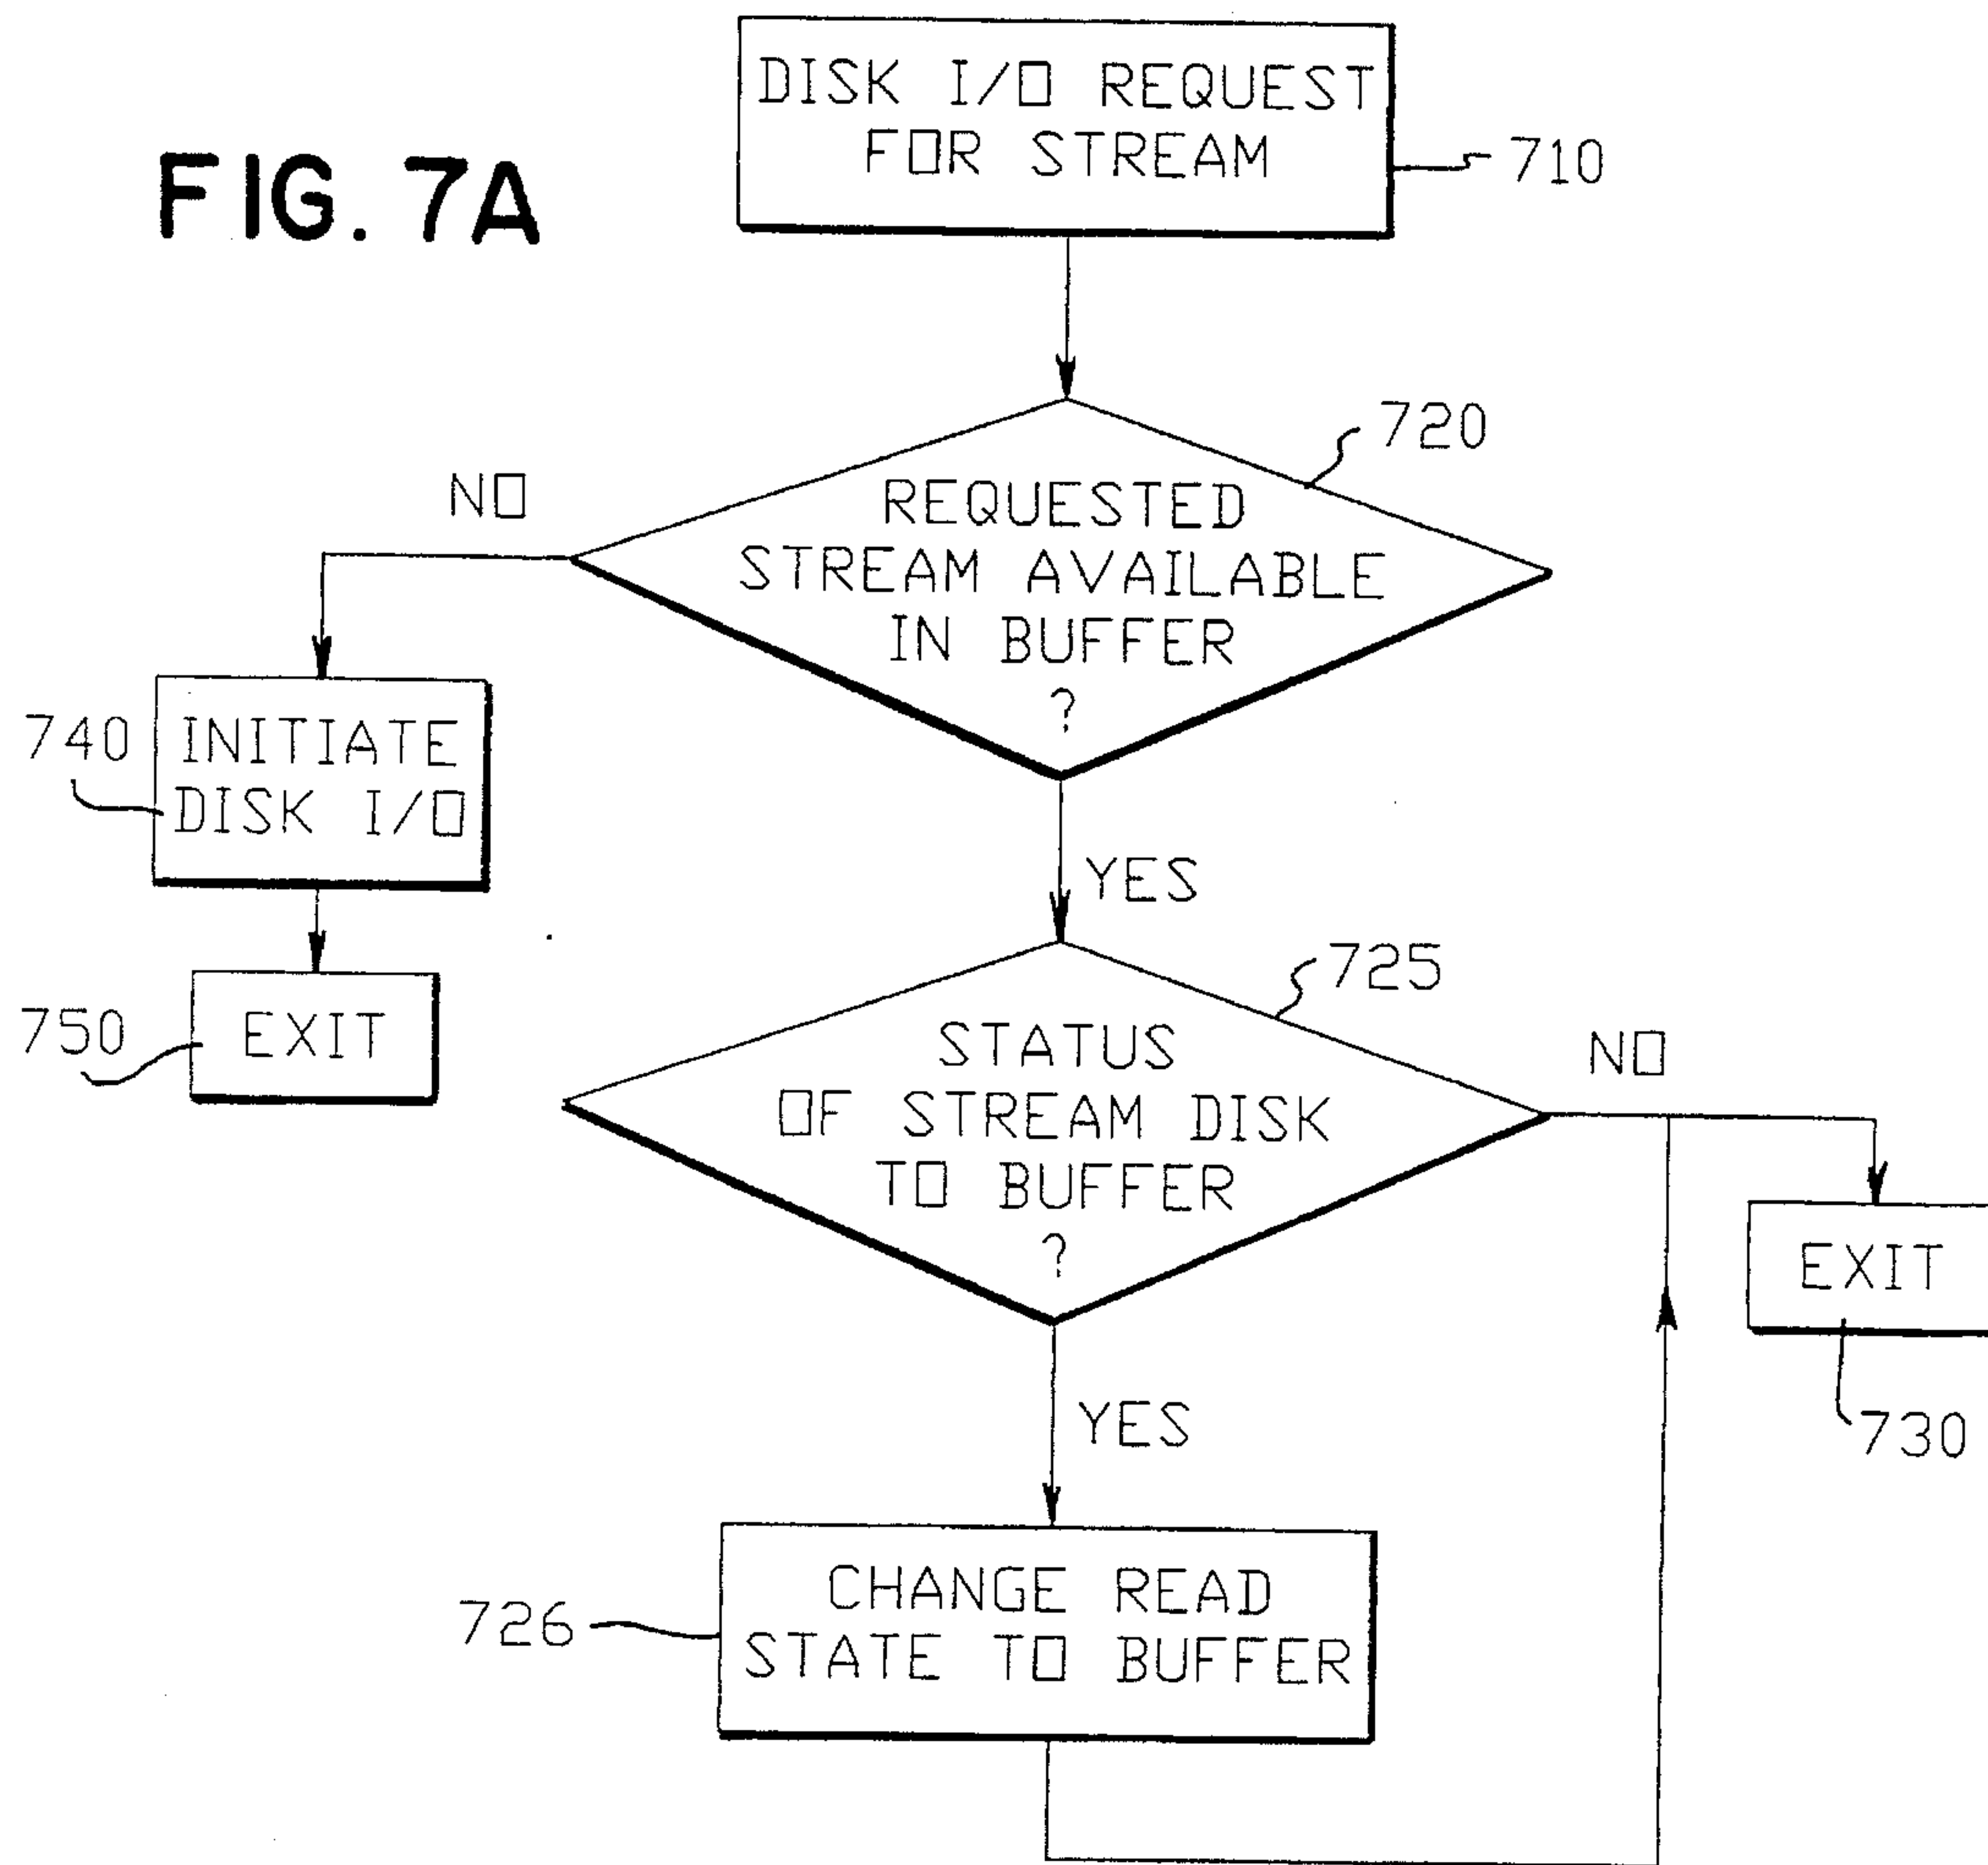 FIG. 7A
DISK I/O REQUEST
FOR STREAM
710
720
NO
REQUESTED
STREAM AVAILABLE
IN BUFFER
?
740
INITIATE
DISK I/O
YES
725
750
EXIT
STATUS
OF STREAM DISK
TO BUFFER
?
NO
EXIT
730
YES
726
CHANGE READ
STATE TO BUFFER